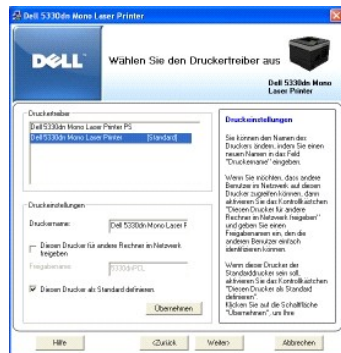 Dell 5330dn Mono Laser Printer
DELL
Wählen Sie den Druckertreiber aus
Dell 5330dn Mono
Laser Printer
Druckertreiber
Dell 5330dn Mono Laser Printer PS
Dell 5330dn Mono Laser Printer [Standard]
Druckeinstellungen
Druckername: Dell 5330dn Mono Laser F
Diesen Drucker für andere Rechner im Netzwerk
freigeben
Freigabename: 5330dnPCL
Diesen Drucker als Standard definieren.
Übernehmen
Druckeinstellungen
Sie können den Namen des
Druckers ändern, indem Sie einen
neuen Namen in das Feld
"Druckername" eingeben.
Wenn Sie möchten, dass andere
Benutzer im Netzwerk auf diesen
Drucker zugreifen können, dann
aktivieren Sie das Kontrollkästchen
"Diesen Drucker für andere
Rechner im Netzwerk freigeben"
und geben Sie einen
Freigabenamen ein, den die
anderen Benutzer einfach
identifizieren können.
Wenn dieser Drucker der
Standarddrucker sein soll,
aktivieren Sie das Kontrollkästchen
"Diesen Drucker als Standard
definieren".
Klicken Sie auf die Schaltfläche
"Übernehmen", um Ihre
Hilfe <Zurück Weiter> Abbrechen